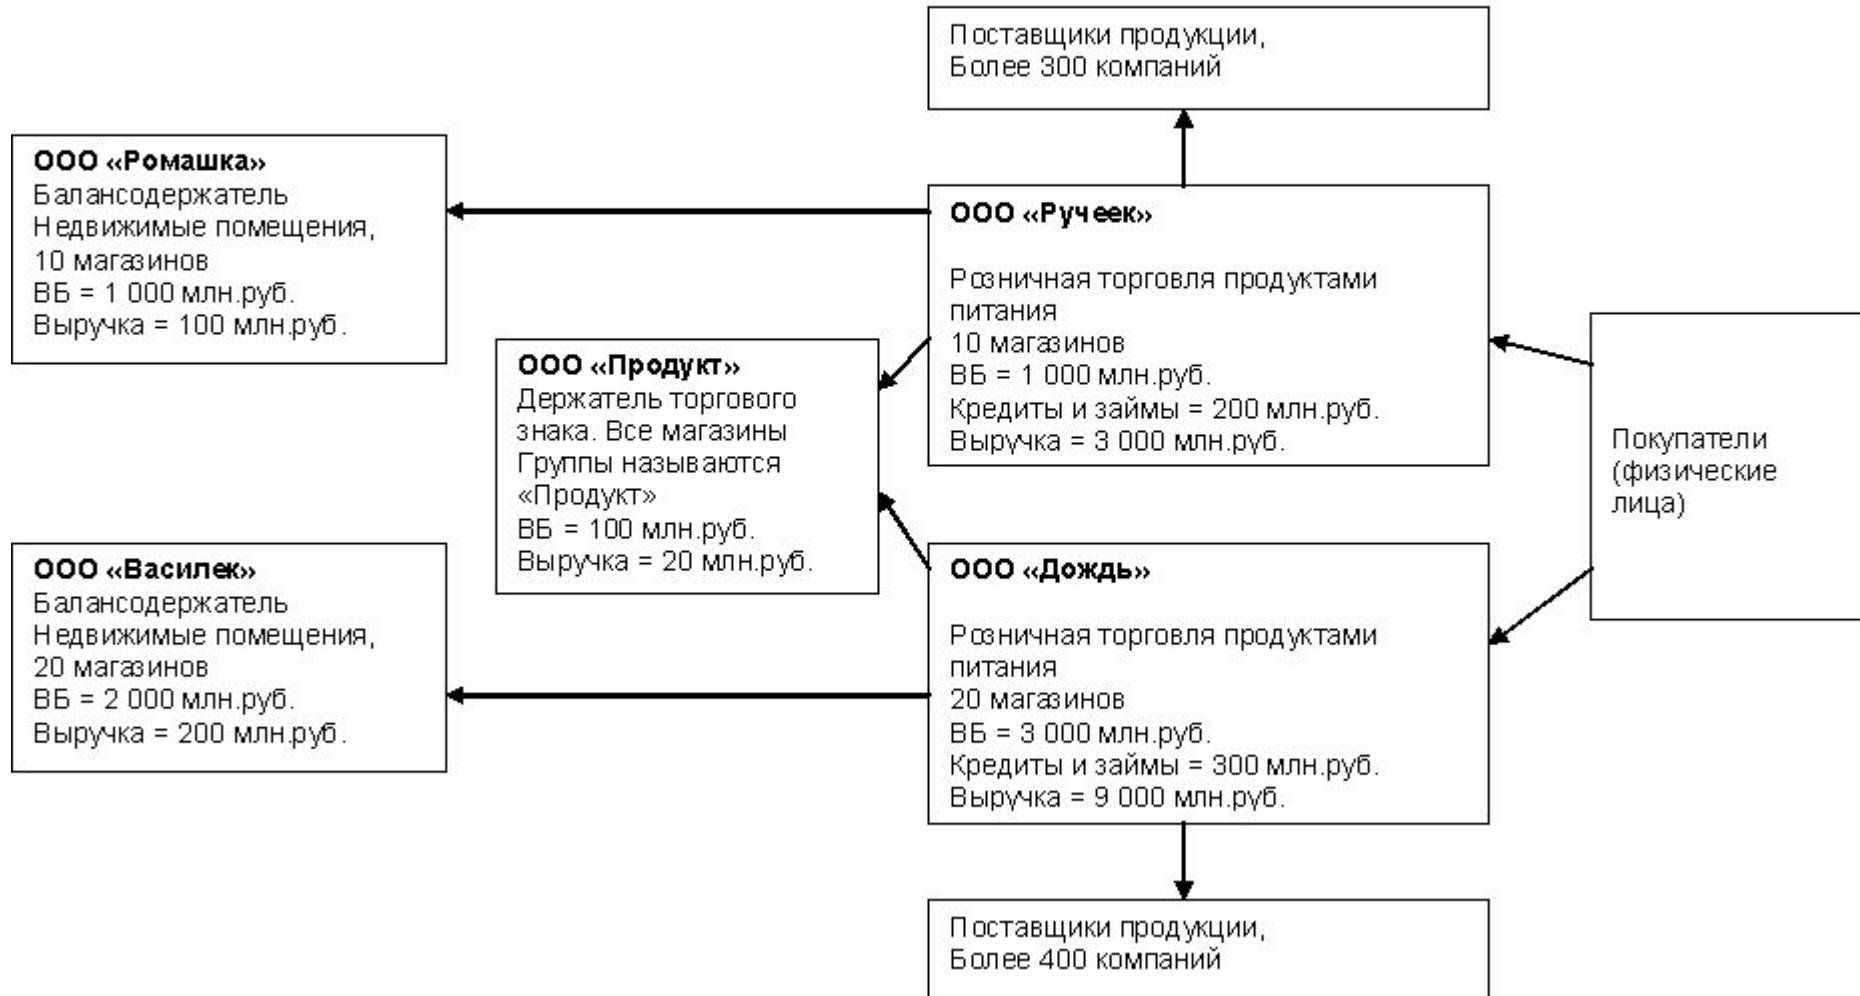 Поставщики продукции,
Более 300 компаний
ООО «Ромашка»
Балансодержатель
Недвижимые помещения,
10 магазинов
ВБ = 1 000 млн.руб.
Выручка = 100 млн.руб.
ООО «Ручеек»
Розничная торговля продуктами
питания
10 магазинов
ВБ = 1 000 млн.руб.
Кредиты и займы = 200 млн.руб.
Выручка = 3 000 млн.руб.
ООО «Продукт»
Держатель торгового
знака. Все магазины
Группы называются
«Продукт»
ВБ = 100 млн.руб.
Выручка = 20 млн.руб.
Покупатели
(физические
лица)
ООО «Василек»
Балансодержатель
Недвижимые помещения,
20 магазинов
ВБ = 2 000 млн.руб.
Выручка = 200 млн.руб.
ООО «Дождь»
Розничная торговля продуктами
питания
20 магазинов
ВБ = 3 000 млн.руб.
Кредиты и займы = 300 млн.руб.
Выручка = 9 000 млн.руб.
Поставщики продукции,
Более 400 компаний